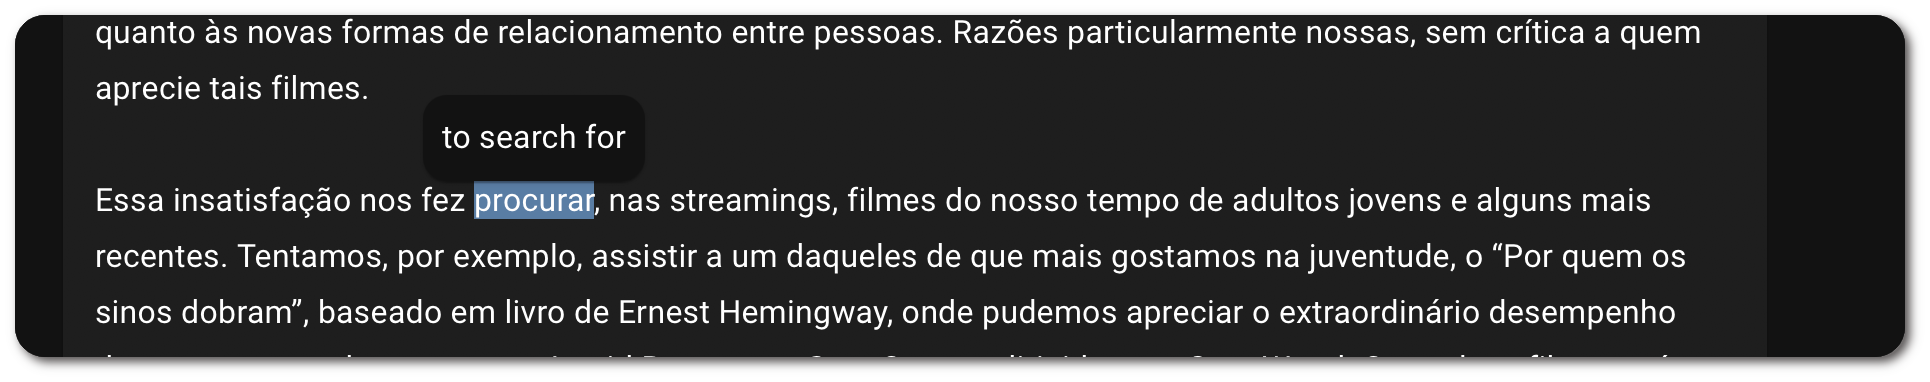 quanto às novas formas de relacionamento entre pessoas. Razões particularmente nossas, sem crítica a quem
aprecie tais filmes.
to search for
Essa insatisfação nos fez procurar, nas streamings, filmes do nosso tempo de adultos jovens e alguns mais
recentes. Tentamos, por exemplo, assistir a um daqueles de que mais gostamos na juventude, o “Por quem os
sinos dobram”, baseado em livro de Ernest Hemingway, onde pudemos apreciar o extraordinário desempenho